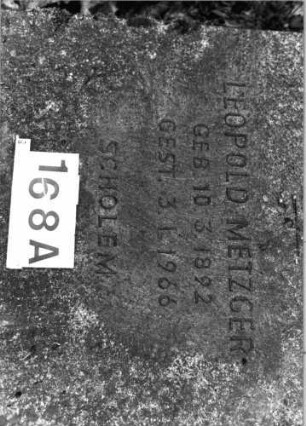 LEOPOLD METZGER
GEB 10 3 1892
GEST. 3 1. 1966
SCHOLEM
168A